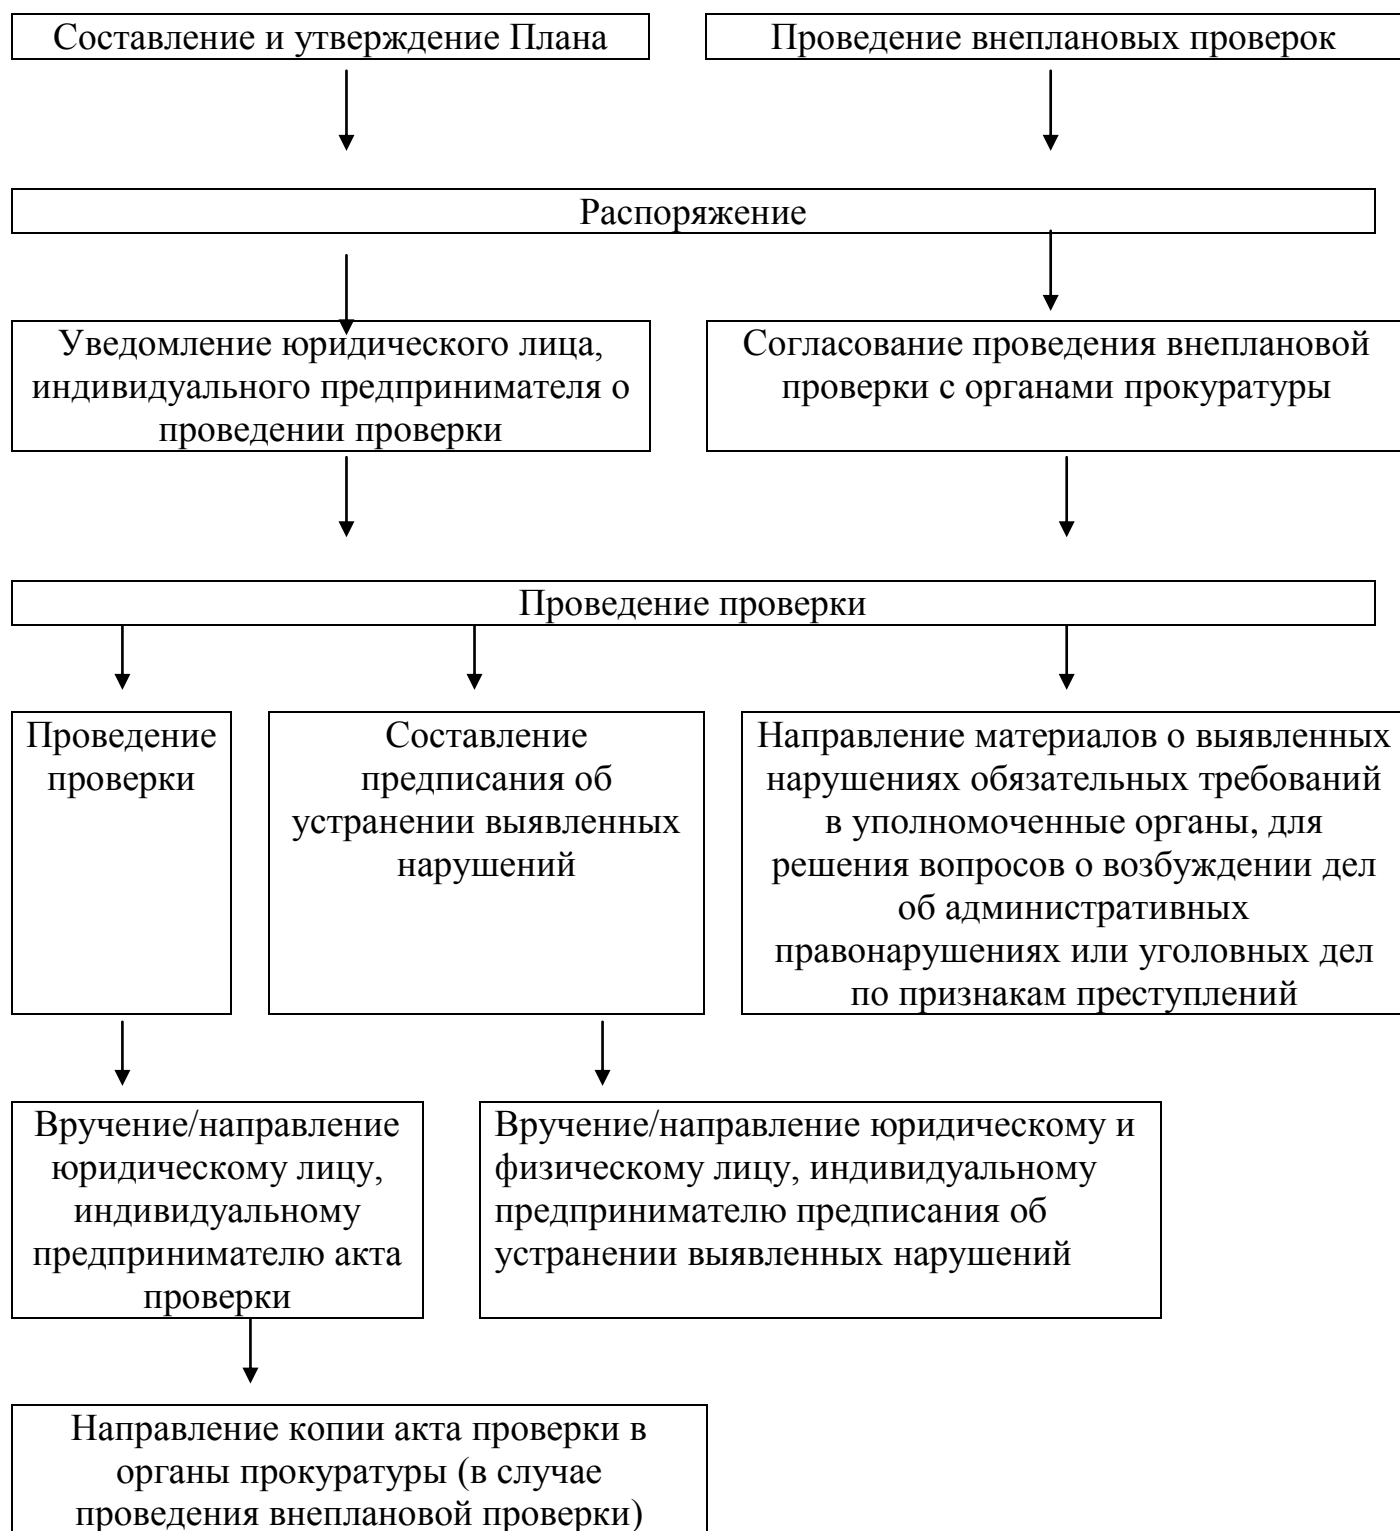 Составление и утверждение Плана
Проведение внеплановых проверок
Распоряжение
Уведомление юридического лица,
индивидуального предпринимателя о
проведении проверки
Согласование проведения внеплановой
проверки с органами прокуратуры
Проведение проверки
Проведение
проверки
Составление
предписания об
устранении выявленных
нарушений
Направление материалов о выявленных
нарушениях обязательных требований
в уполномоченные органы, для
решения вопросов о возбуждении дел
об административных
правонарушениях или уголовных дел
по признакам преступлений
Вручение/направление
юридическому лицу,
индивидуальному
предпринимателю акта
проверки
Вручение/направление юридическому и
физическому лицу, индивидуальному
предпринимателю предписания об
устранении выявленных нарушений
Направление копии акта проверки в
органы прокуратуры (в случае
проведения внеплановой проверки)